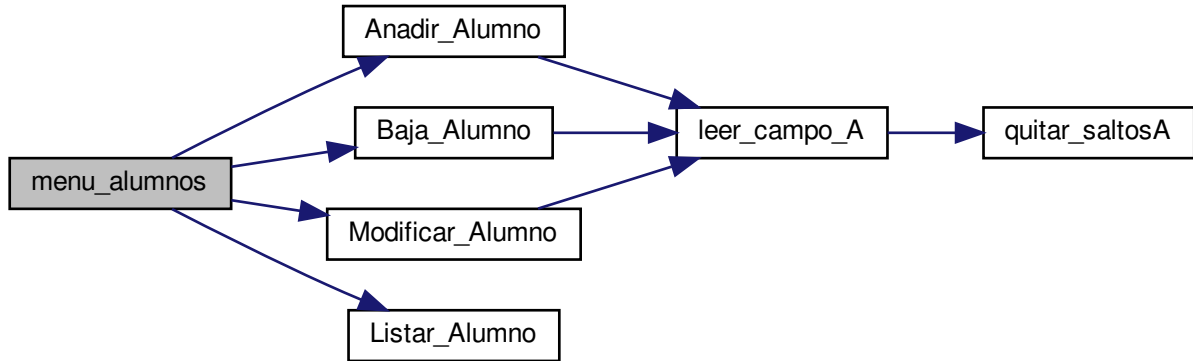 Anadir_Alumno
Baja_Alumno
leer_campo_A
quitar_saltosA
menu_alumnos
Modificar_Alumno
Listar_Alumno